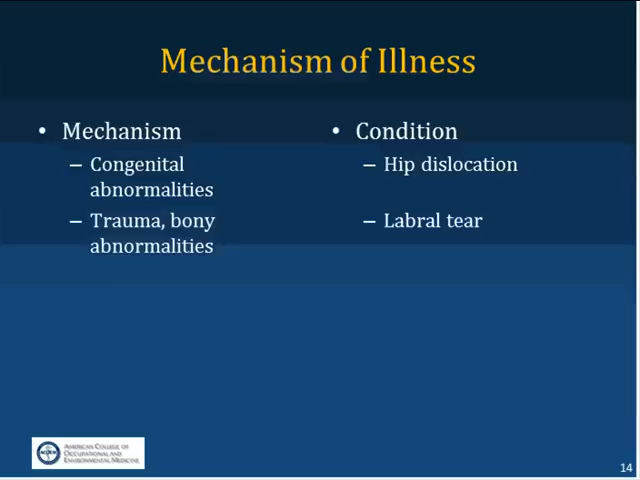 Mechanism of Illness
• Mechanism
– Congenital
abnormalities
– Trauma, bony
abnormalities
• Condition
– Hip dislocation
– Labral tear
AMERICAN COLLEGE OF
OCCUPATIONAL AND
ENVIRONMENTAL MEDICINE
14